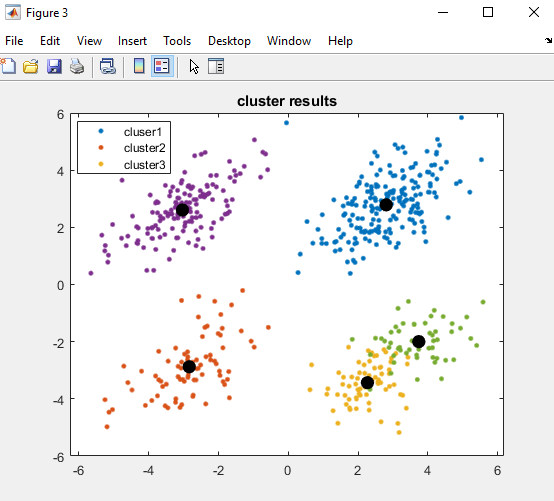 Figure 3
File Edit View Insert Tools Desktop Window Help
cluster results
cluser1
cluster2
cluster3
6
4
2
0
-2
-4
-6
-6 -4 -2 0 2 4 6